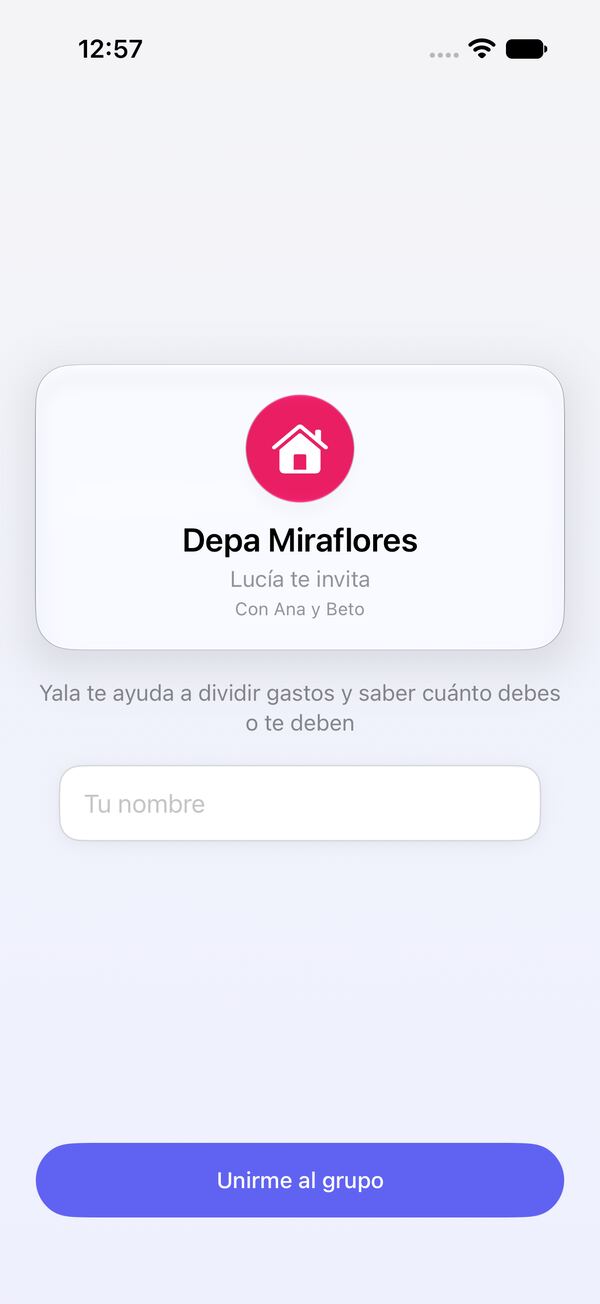 12:57
Depa Miraflores
Lucía te invita
Con Ana y Beto
Yala te ayuda a dividir gastos y saber cuánto debes
o te deben
Tu nombre
Unirme al grupo